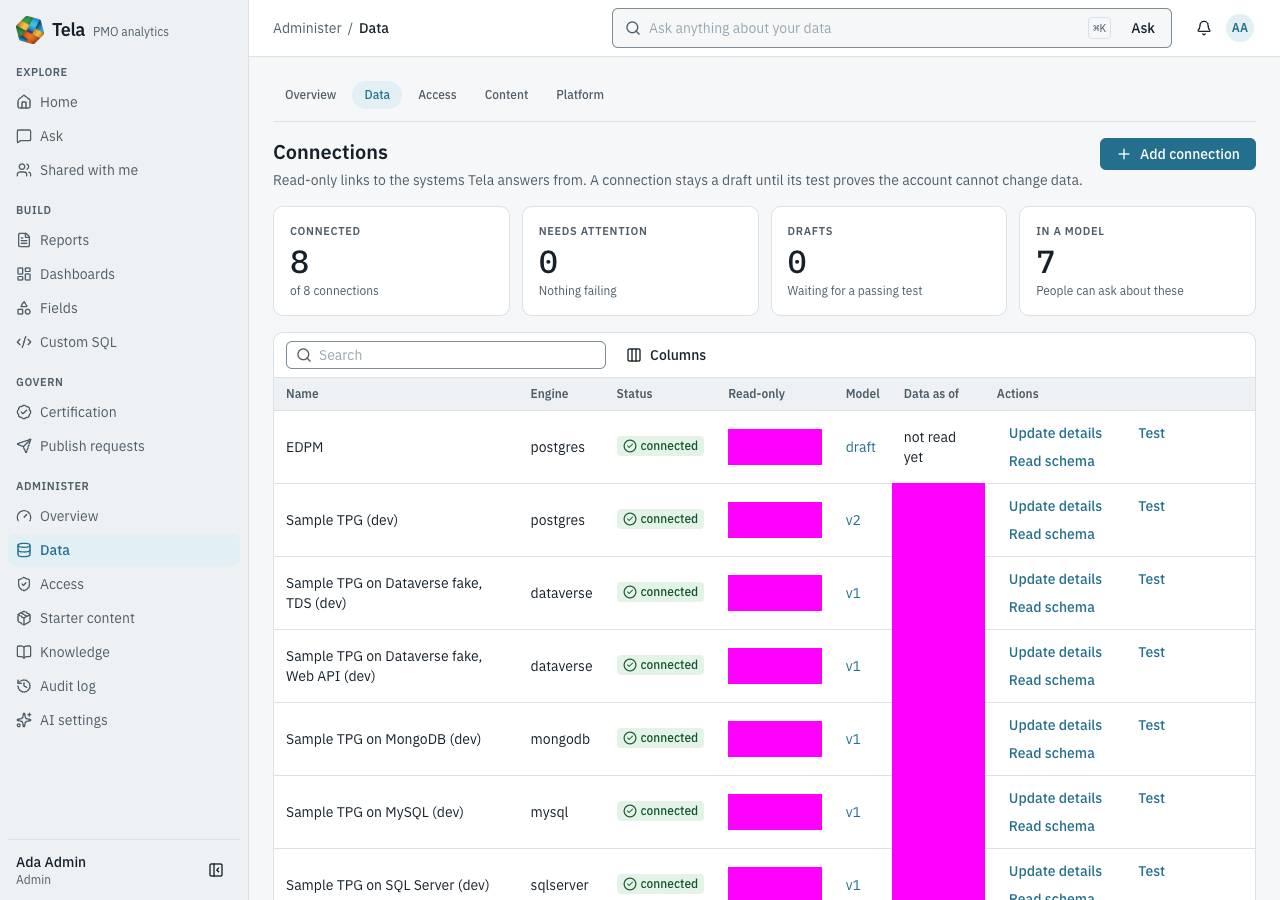 Tela PMO analytics
EXPLORE
Home
Ask
Shared with me
BUILD
Reports
Dashboards
Fields
Custom SQL
GOVERN
Certification
Publish requests
ADMINISTER
Overview
Data
Access
Starter content
Knowledge
Audit log
AI settings
Ada Admin
Admin
Administer / Data
Ask anything about your data ⌘K Ask
AA
Overview Data Access Content Platform
Connections
Add connection
Read-only links to the systems Tela answers from. A connection stays a draft until its test proves the account cannot change data.
CONNECTED
8
of 8 connections
NEEDS ATTENTION
0
Nothing failing
DRAFTS
0
Waiting for a passing test
IN A MODEL
7
People can ask about these
Search Columns
Name Engine Status Read-only Model Data as of Actions
EDPM postgres connected draft not read yet Update details Test
Read schema
Sample TPG (dev) postgres connected v2 Update details Test
Read schema
Sample TPG on Dataverse fake, TDS (dev) dataverse connected v1 Update details Test
Read schema
Sample TPG on Dataverse fake, Web API (dev) dataverse connected v1 Update details Test
Read schema
Sample TPG on MongoDB (dev) mongodb connected v1 Update details Test
Read schema
Sample TPG on MySQL (dev) mysql connected v1 Update details Test
Read schema
Sample TPG on SQL Server (dev) sqlserver connected v1 Update details Test
Read schema